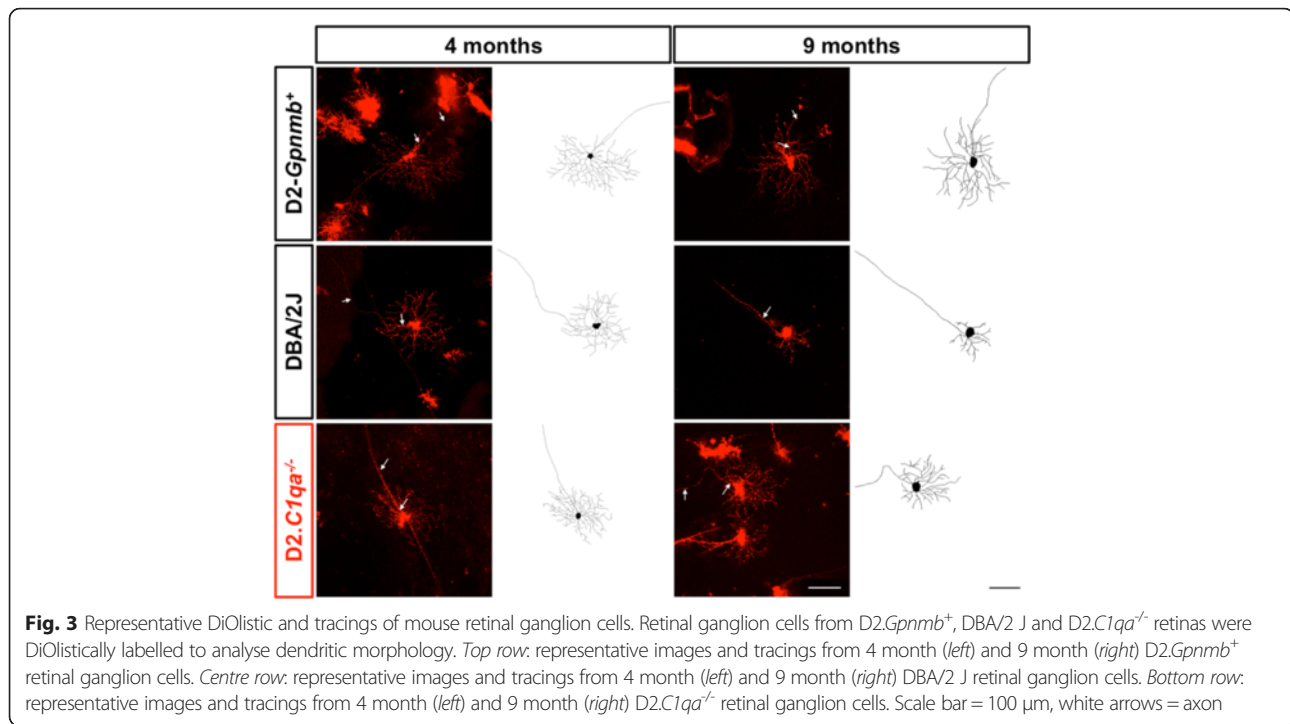 4 months
9 months
D2-Gpnmb⁺
DBA/2J
D2.C1qa⁻/⁻
Fig. 3 Representative DiOlistic and tracings of mouse retinal ganglion cells. Retinal ganglion cells from D2.Gpnmb⁺, DBA/2 J and D2.C1qa⁻/⁻ retinas were
DiOlistically labelled to analyse dendritic morphology. Top row: representative images and tracings from 4 month (left) and 9 month (right) D2.Gpnmb⁺
retinal ganglion cells. Centre row: representative images and tracings from 4 month (left) and 9 month (right) DBA/2 J retinal ganglion cells. Bottom row:
representative images and tracings from 4 month (left) and 9 month (right) D2.C1qa⁻/⁻ retinal ganglion cells. Scale bar = 100 μm, white arrows = axon